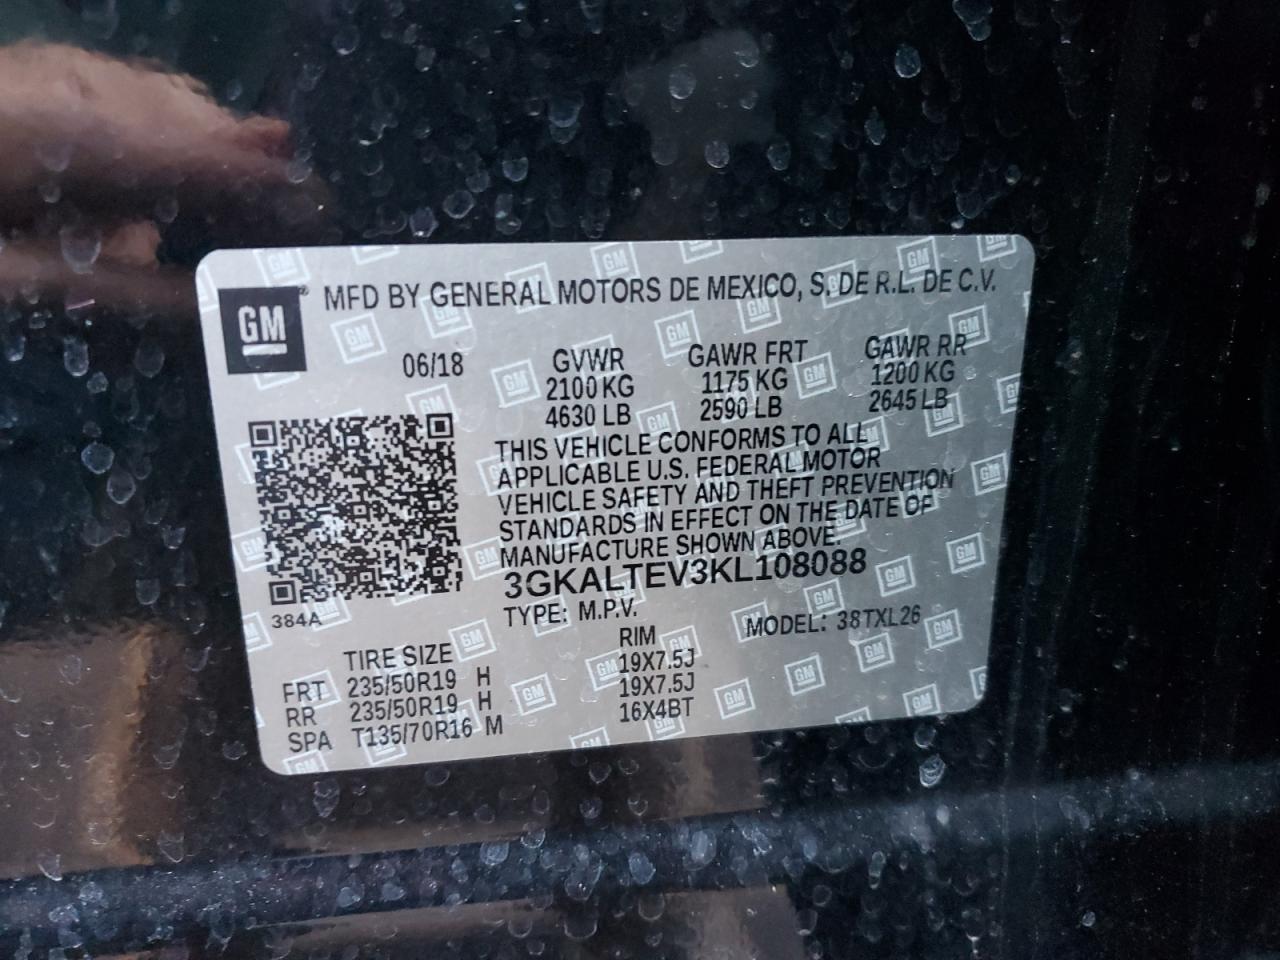 GM ® MFD BY GENERAL MOTORS DE MEXICO, S. DE R.L. DE C.V.
06/18 GVWR GAWR FRT GAWR RR
2100 KG 1175 KG 1200 KG
4630 LB 2590 LB 2645 LB
THIS VEHICLE CONFORMS TO ALL
APPLICABLE U.S. FEDERAL MOTOR
VEHICLE SAFETY AND THEFT PREVENTION
STANDARDS IN EFFECT ON THE DATE OF
MANUFACTURE SHOWN ABOVE.
3GKALTEV3KL108088
384A TYPE: M.P.V. MODEL: 38TXL26
TIRE SIZE RIM
FRT 235/50R19 H 19X7.5J
RR 235/50R19 H 19X7.5J
SPA T135/70R16 M 16X4BT